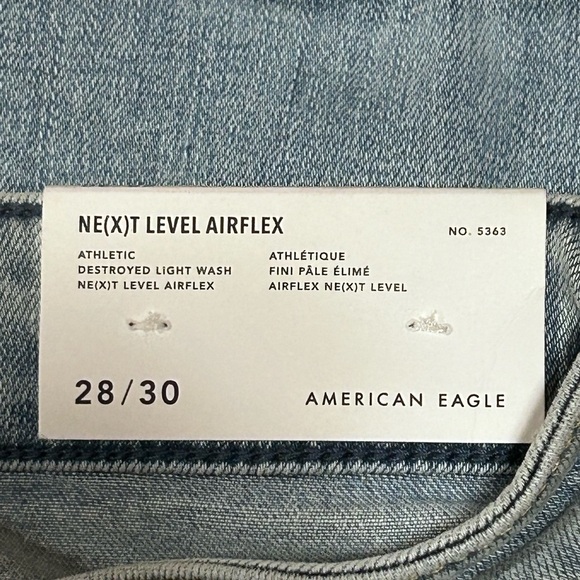 NE(X)T LEVEL AIRFLEX
NO. 5363
ATHLETIC
DESTROYED LIGHT WASH
NE(X)T LEVEL AIRFLEX
ATHLÉTIQUE
FINI PÂLE ÉLIMÉ
AIRFLEX NE(X)T LEVEL
28/30
AMERICAN EAGLE